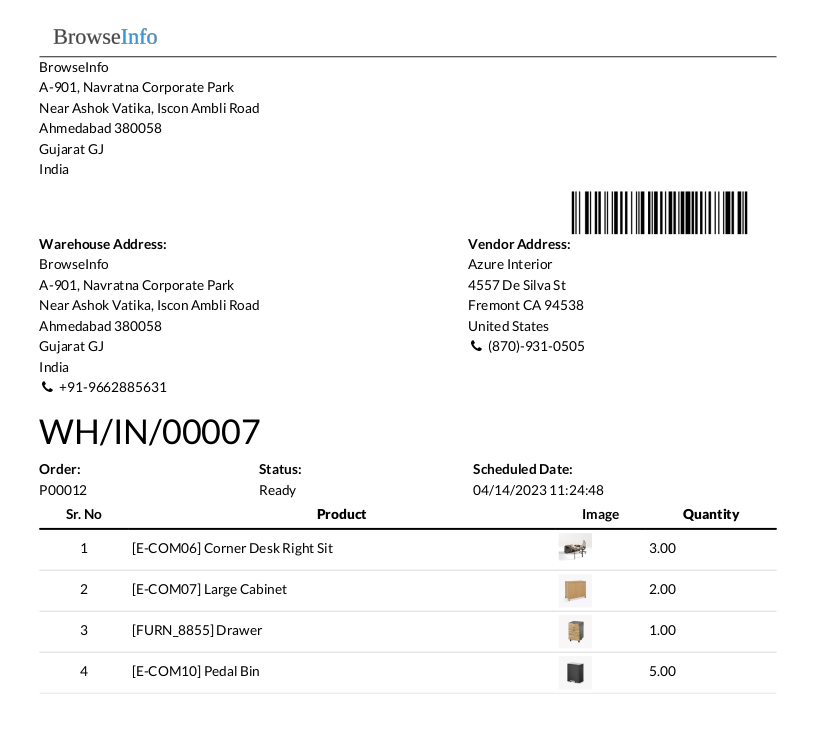 BrowseInfo
BrowseInfo
A-901, Navratna Corporate Park
Near Ashok Vatika, Iscon Ambli Road
Ahmedabad 380058
Gujarat GJ
India
Warehouse Address:
BrowseInfo
A-901, Navratna Corporate Park
Near Ashok Vatika, Iscon Ambli Road
Ahmedabad 380058
Gujarat GJ
India
+91-9662885631
Vendor Address:
Azure Interior
4557 De Silva St
Fremont CA 94538
United States
(870)-931-0505
WH/IN/00007
Order: Status: Scheduled Date:
P00012 Ready 04/14/2023 11:24:48
Sr. No Product Image Quantity
1 [E-COM06] Corner Desk Right Sit 3.00
2 [E-COM07] Large Cabinet 2.00
3 [FURN_8855] Drawer 1.00
4 [E-COM10] Pedal Bin 5.00